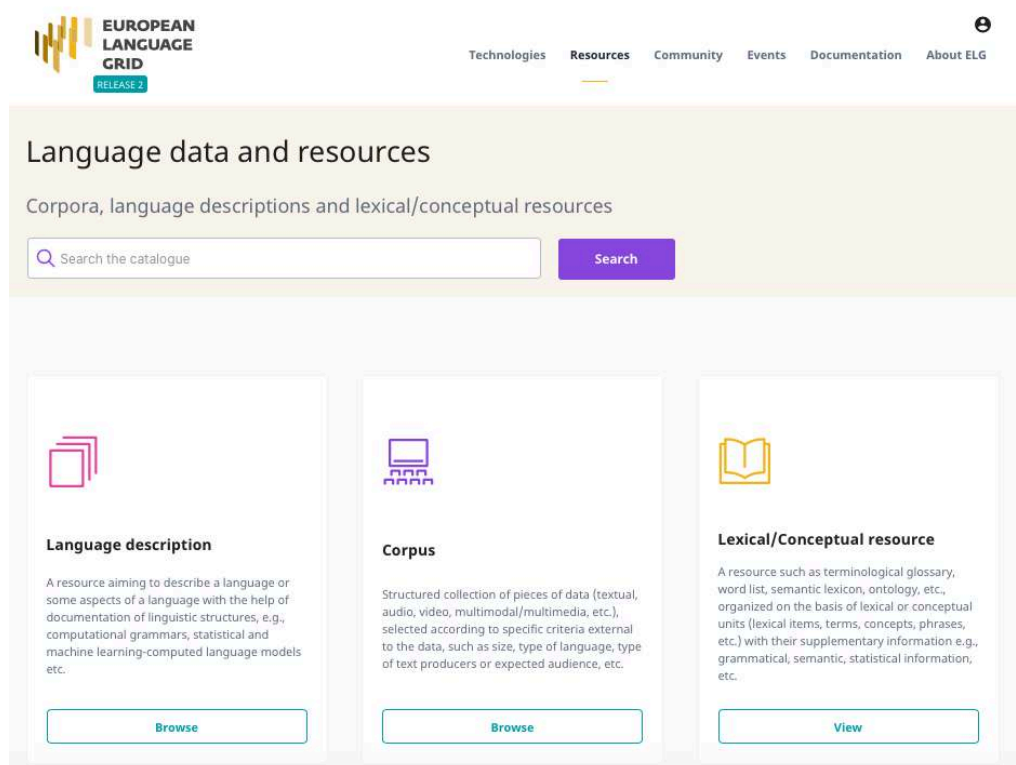 EUROPEAN
LANGUAGE
GRID
RELEASE 2
Technologies Resources Community Events Documentation About ELG
Language data and resources
Corpora, language descriptions and lexical/conceptual resources
Search the catalogue
Search
Language description
A resource aiming to describe a language or
some aspects of a language with the help of
documentation of linguistic structures, e.g.,
computational grammars, statistical and
machine learning-computed language models
etc.
Browse
Corpus
Structured collection of pieces of data (textual,
audio, video, multimodal/multimedia, etc.),
selected according to specific criteria external
to the data, such as size, type of language, type
of text producers or expected audience, etc.
Browse
Lexical/Conceptual resource
A resource such as terminological glossary,
word list, semantic lexicon, ontology, etc.,
organized on the basis of lexical or conceptual
units (lexical items, terms, concepts, phrases,
etc.) with their supplementary information e.g.,
grammatical, semantic, statistical information,
etc.
View